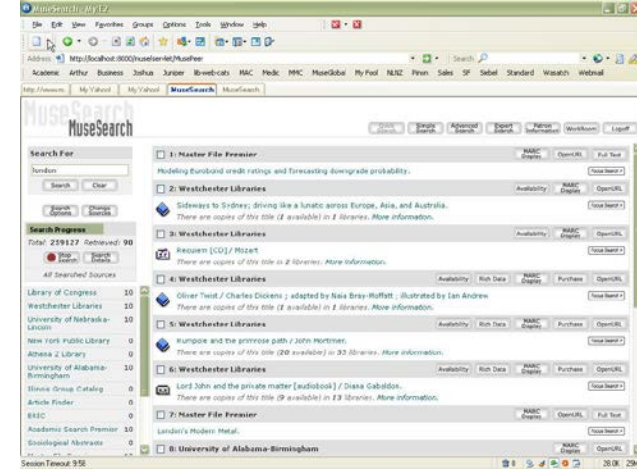 MuseSearch - MyIE2
File Edit View Favorites Groups Options Tools Window Help
Address http://localhost:8000/muse/servlet/MusePeer
Search
Academic Arthur Business Joshua Juniper lib-web-cats MAC Medic MMC MuseGlobal My Pool NLNZ Pirun Sales SF Siebel Standard Wasatch Webmail
My Yahoo! My Yahoo! MuseSearch MuseSearch
MuseSearch
Quick Search Simple Search Advanced Search Expert Search Patron Information WorkRoom Logoff
Search For
london
Search Clear
Search Options Change Sources
Search Progress
Total 259127 Retrieved: 90
Stop Search Search Details
All Searched Sources
Library of Congress 10
Westchester Libraries 10
University of Nebraska-Lincoln 10
New York Public Library 0
Athena 2 Library 0
University of Alabama-Birmingham 10
Illinois Group Catalog 0
Article Finder 0
ERIC 0
Academic Search Premier 10
Sociological Abstracts 0
1: Master File Premier MARC Display OpenURL Full Text
Modeling Eurobond credit ratings and forecasting downgrade probability.
2: Westchester Libraries Availability MARC Display OpenURL
Sideways to Sydney; driving like a lunatic across Europe, Asia, and Australia.
There are copies of this title (1 available) in 1 libraries. More information.
3: Westchester Libraries Availability MARC Display OpenURL
Requiem [CD] / Mozart
There are copies of this title in 2 libraries. More information.
4: Westchester Libraries Availability Rich Data MARC Display Purchase OpenURL
Oliver Twist / Charles Dickens ; adapted by Naia Bray-Moffatt ; illustrated by Ian Andrew
There are copies of this title (1 available) in 1 libraries. More information.
5: Westchester Libraries Availability Rich Data MARC Display Purchase OpenURL
Rumpole and the primrose path / John Mortimer.
There are copies of this title (20 available) in 35 libraries. More information.
6: Westchester Libraries Availability Rich Data MARC Display Purchase OpenURL
Lord John and the private matter [audiobook] / Diana Gabaldon.
There are copies of this title (9 available) in 13 libraries. More information.
7: Master File Premier MARC Display OpenURL Full Text
London's Modern Metal.
8: University of Alabama-Birmingham MARC Display OpenURL
Session Timeout 9:58